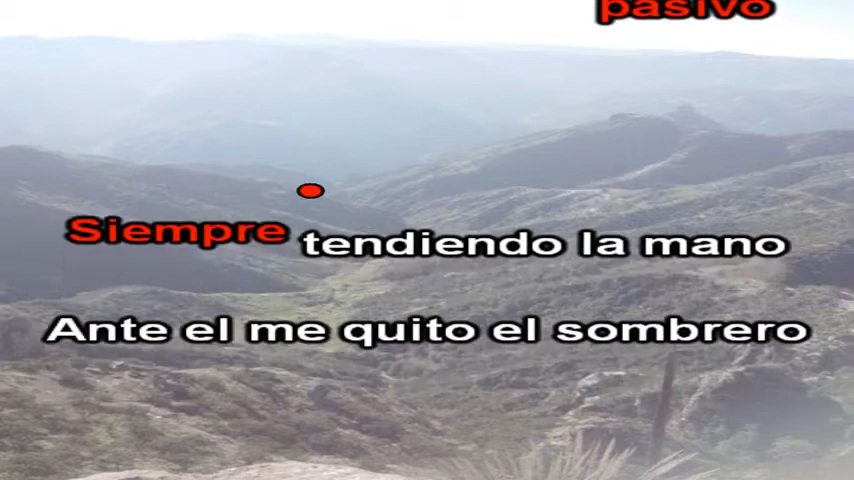 pasivo
Siempre tendiendo la mano
Ante el me quito el sombrero